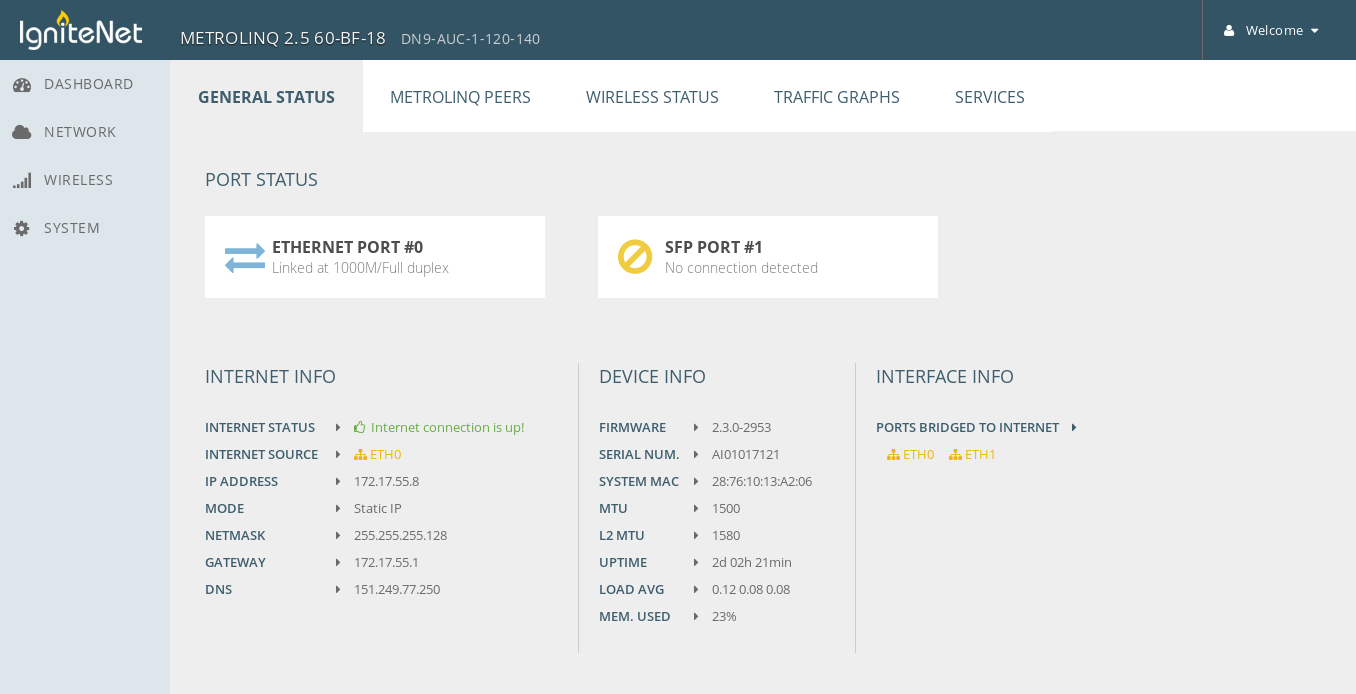 IgniteNet
METROLINQ 2.5 60-BF-18 DN9-AUC-1-120-140
Welcome
DASHBOARD
NETWORK
WIRELESS
SYSTEM
GENERAL STATUS METROLINQ PEERS WIRELESS STATUS TRAFFIC GRAPHS SERVICES
PORT STATUS
ETHERNET PORT #0
Linked at 1000M/Full duplex
SFP PORT #1
No connection detected
INTERNET INFO
INTERNET STATUS Internet connection is up!
INTERNET SOURCE ETH0
IP ADDRESS 172.17.55.8
MODE Static IP
NETMASK 255.255.255.128
GATEWAY 172.17.55.1
DNS 151.249.77.250
DEVICE INFO
FIRMWARE 2.3.0-2953
SERIAL NUM. AI01017121
SYSTEM MAC 28:76:10:13:A2:06
MTU 1500
L2 MTU 1580
UPTIME 2d 02h 21min
LOAD AVG 0.12 0.08 0.08
MEM. USED 23%
INTERFACE INFO
PORTS BRIDGED TO INTERNET
ETH0 ETH1